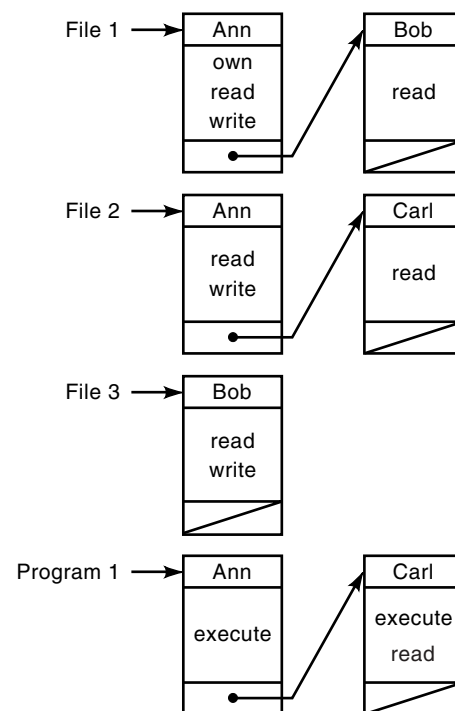 File 1
Ann
own
read
write
Bob
read
File 2
Ann
read
write
Carl
read
File 3
Bob
read
write
Program 1
Ann
execute
Carl
execute
read